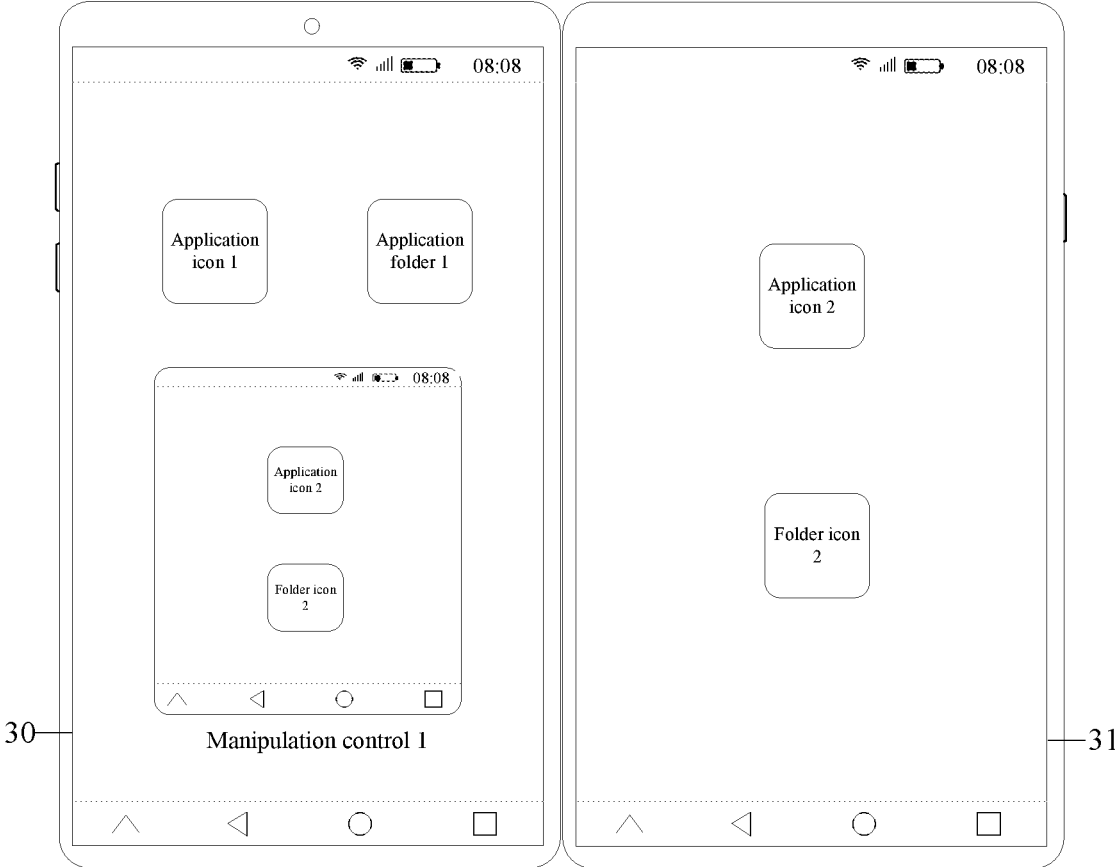 08:08
08:08
Application
icon 1
Application
folder 1
Application
icon 2
08:08
Application
icon 2
Folder icon
2
Folder icon
2
30
Manipulation control 1
31